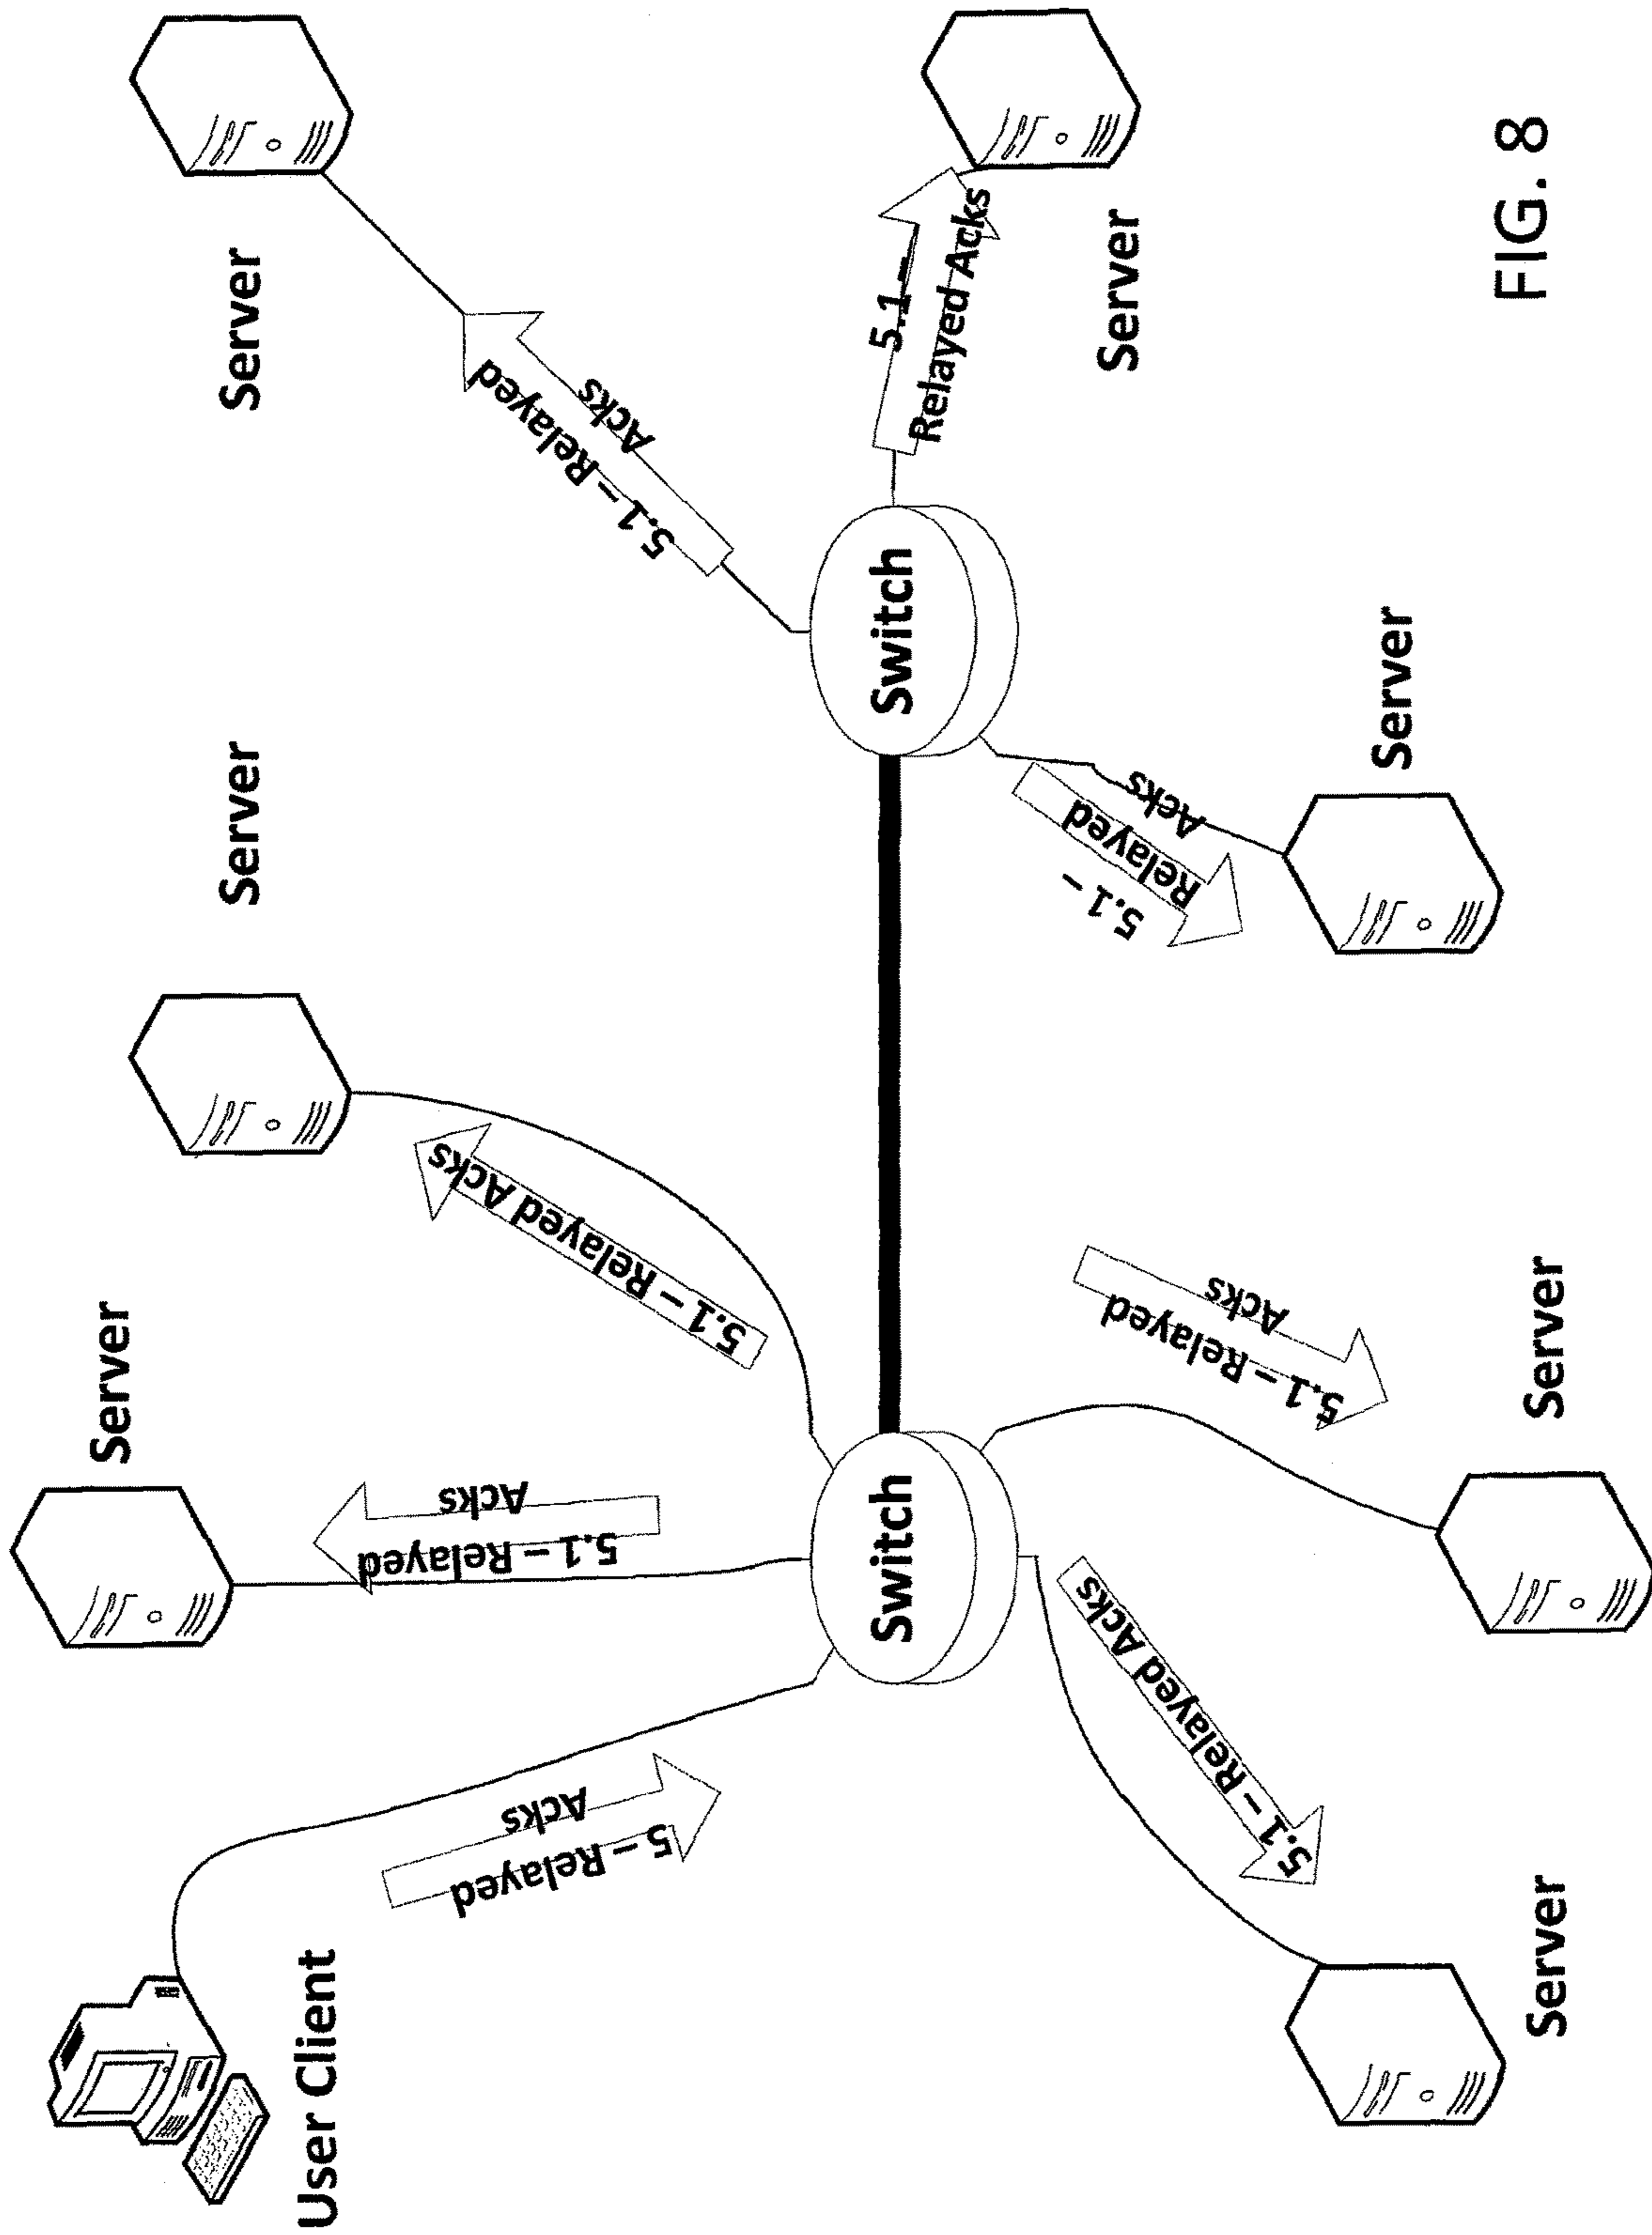 Server
Server
Server
User Client
5 – Relayed
Acks
5.1 – Relayed
Acks
5.1 – Relayed Acks
5.1 – Relayed
Acks
Switch
Switch
5.1 –
Relayed Acks
Server
5.1 – Relayed Acks
5.1 – Relayed
Acks
5.1 –
Relayed
Acks
Server
Server
Server
FIG. 8